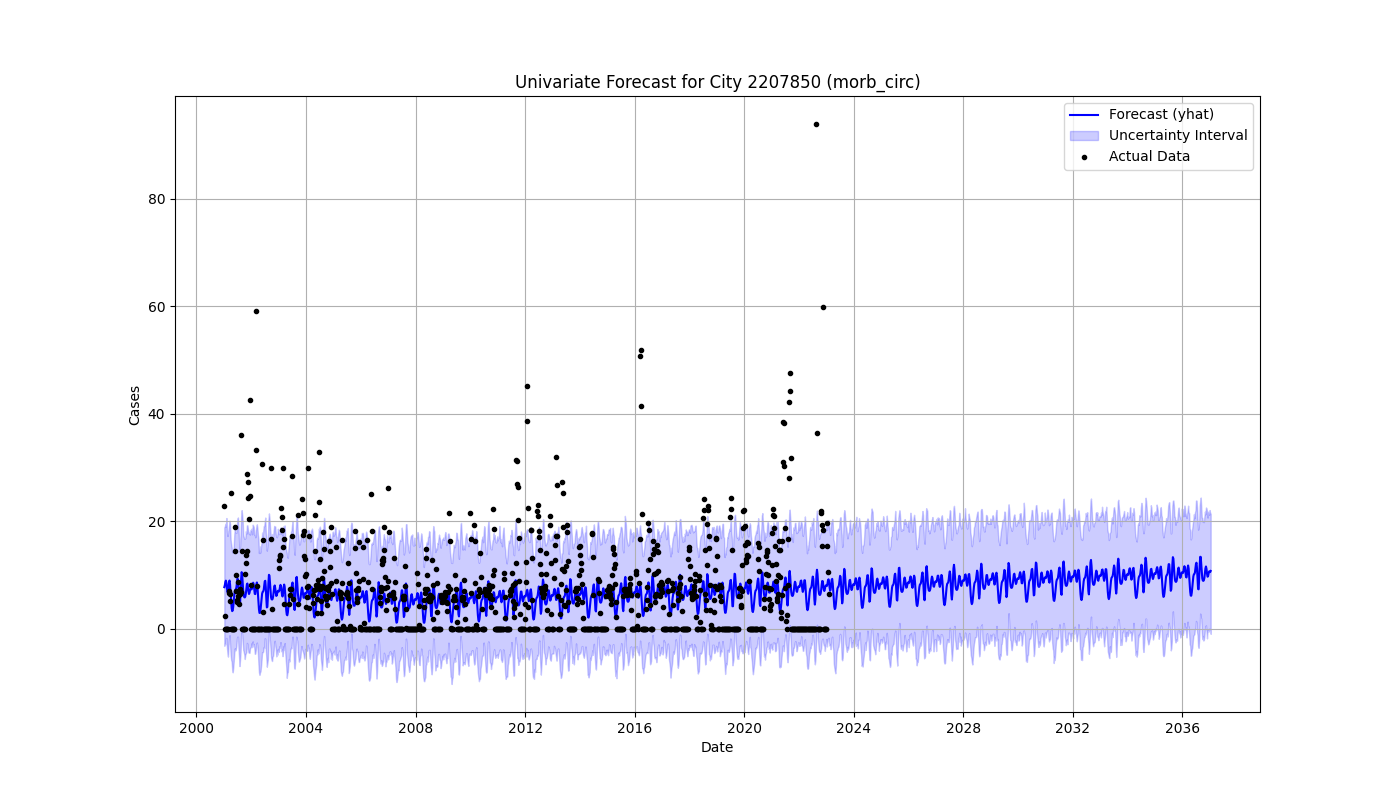 Univariate Forecast for City 2207850 (morb_circ)
Forecast (yhat)
Uncertainty Interval
Actual Data
Cases
80
60
40
20
0
2000 2004 2008 2012 2016 2020 2024 2028 2032 2036
Date